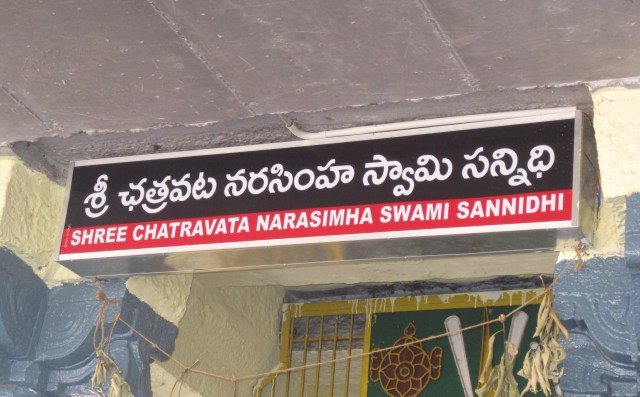 శ్రీ ఛత్రవట నరసింహ స్వామి సన్నిధి
SHREE CHATRAVATA NARASIMHA SWAMI SANNIDHI